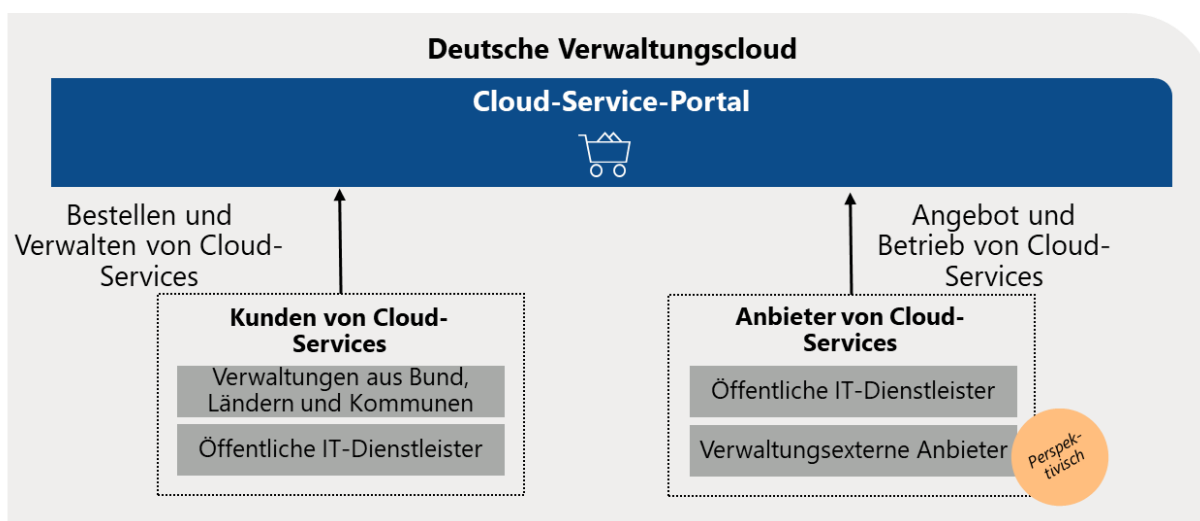 Deutsche Verwaltungscloud
Cloud-Service-Portal
Bestellen und
Verwalten von Cloud-
Services
Angebot und
Betrieb von Cloud-
Services
Kunden von Cloud-
Services
Verwaltungen aus Bund,
Ländern und Kommunen
Öffentliche IT-Dienstleister
Anbieter von Cloud-
Services
Öffentliche IT-Dienstleister
Verwaltungsexterne Anbieter
Perspek-
tivisch